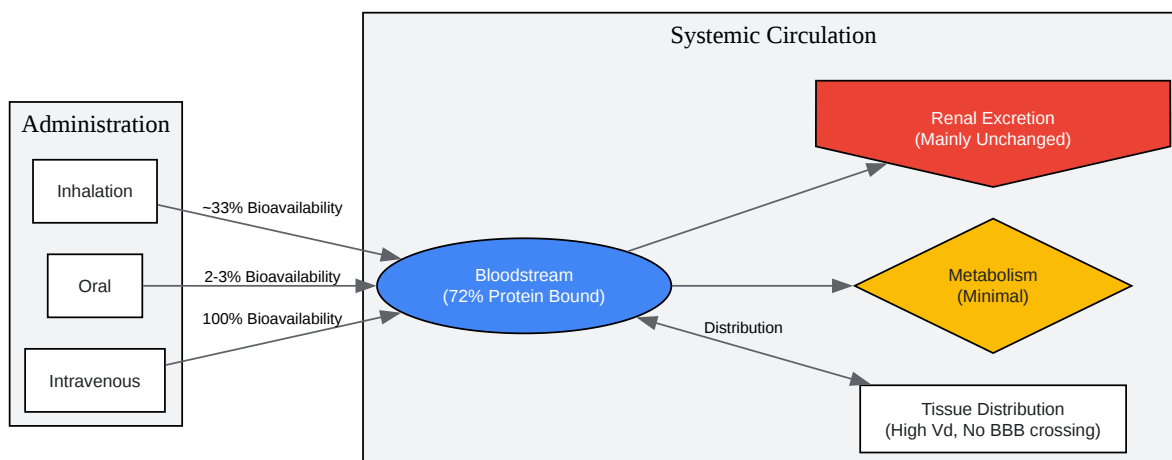 Systemic Circulation
Administration
Inhalation
Oral
Intravenous
~33% Bioavailability
2-3% Bioavailability
100% Bioavailability
Bloodstream
(72% Protein Bound)
Distribution
Renal Excretion
(Mainly Unchanged)
Metabolism
(Minimal)
Tissue Distribution
(High Vd, No BBB crossing)